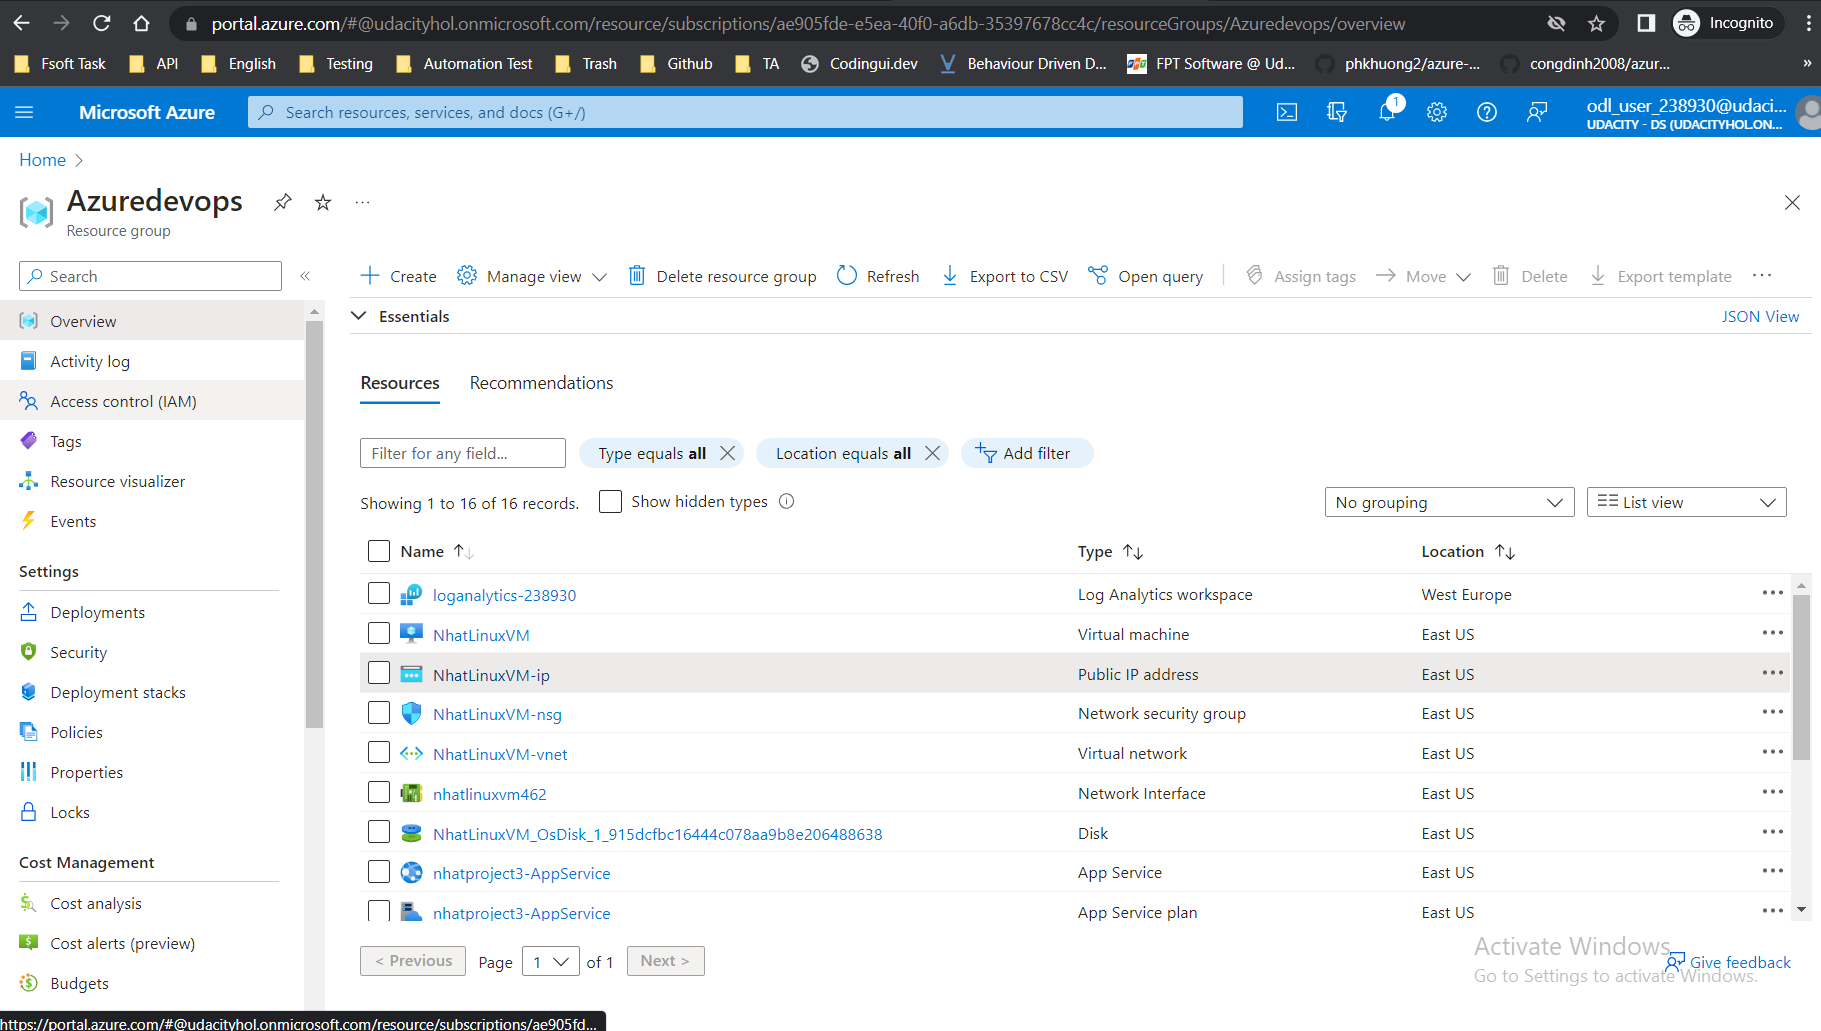 portal.azure.com/#@udacityhol.onmicrosoft.com/resource/subscriptions/ae905fde-e5ea-40f0-a6db-35397678cc4c/resourceGroups/Azuredevops/overview
Incognito
Fsoft Task
API
English
Testing
Automation Test
Trash
Github
TA
Codingui.dev
Behaviour Driven D...
FPT Software @ Ud...
phkhuong2/azure-...
congdinh2008/azur...
»
Microsoft Azure
Search resources, services, and docs (G+/)
1
odl_user_238930@udaci...
UDACITY - DS (UDACITYHOL.ON...
Home
Azuredevops
Resource group
Search
Create
Manage view
Delete resource group
Refresh
Export to CSV
Open query
Assign tags
Move
Delete
Export template
Essentials
JSON View
Overview
Activity log
Access control (IAM)
Tags
Resource visualizer
Events
Settings
Deployments
Security
Deployment stacks
Policies
Properties
Locks
Cost Management
Cost analysis
Cost alerts (preview)
Budgets
Resources
Recommendations
Filter for any field...
Type equals all
Location equals all
Add filter
Showing 1 to 16 of 16 records.
Show hidden types
No grouping
List view
Name
Type
Location
loganalytics-238930 Log Analytics workspace West Europe
NhatLinuxVM Virtual machine East US
NhatLinuxVM-ip Public IP address East US
NhatLinuxVM-nsg Network security group East US
NhatLinuxVM-vnet Virtual network East US
nhatlinuxvm462 Network Interface East US
NhatLinuxVM_OsDisk_1_915dcfbc16444c078aa9b8e206488638 Disk East US
nhatproject3-AppService App Service East US
nhatproject3-AppService App Service plan East US
< Previous
Page 1 of 1
Next >
Activate Windows
Go to Settings to activate Windows.
Give feedback
https://portal.azure.com/#@udacityhol.onmicrosoft.com/resource/subscriptions/ae905fd...